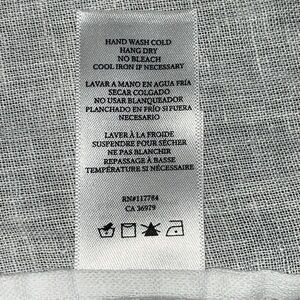 HAND WASH COLD
HANG DRY
NO BLEACH
COOL IRON IF NECESSARY
LAVAR A MANO EN AGUA FRÍA
SECAR COLGADO
NO USAR BLANQUEADOR
PLANCHADO EN FRÍO SI FUERA
NECESARIO
LAVER À LA FROIDE
SUSPENDRE POUR SÉCHER
NE PAS BLANCHIR
REPASSAGE À BASSE
TEMPÉRATURE SI NÉCESSAIRE
RN#117784
CA 36979